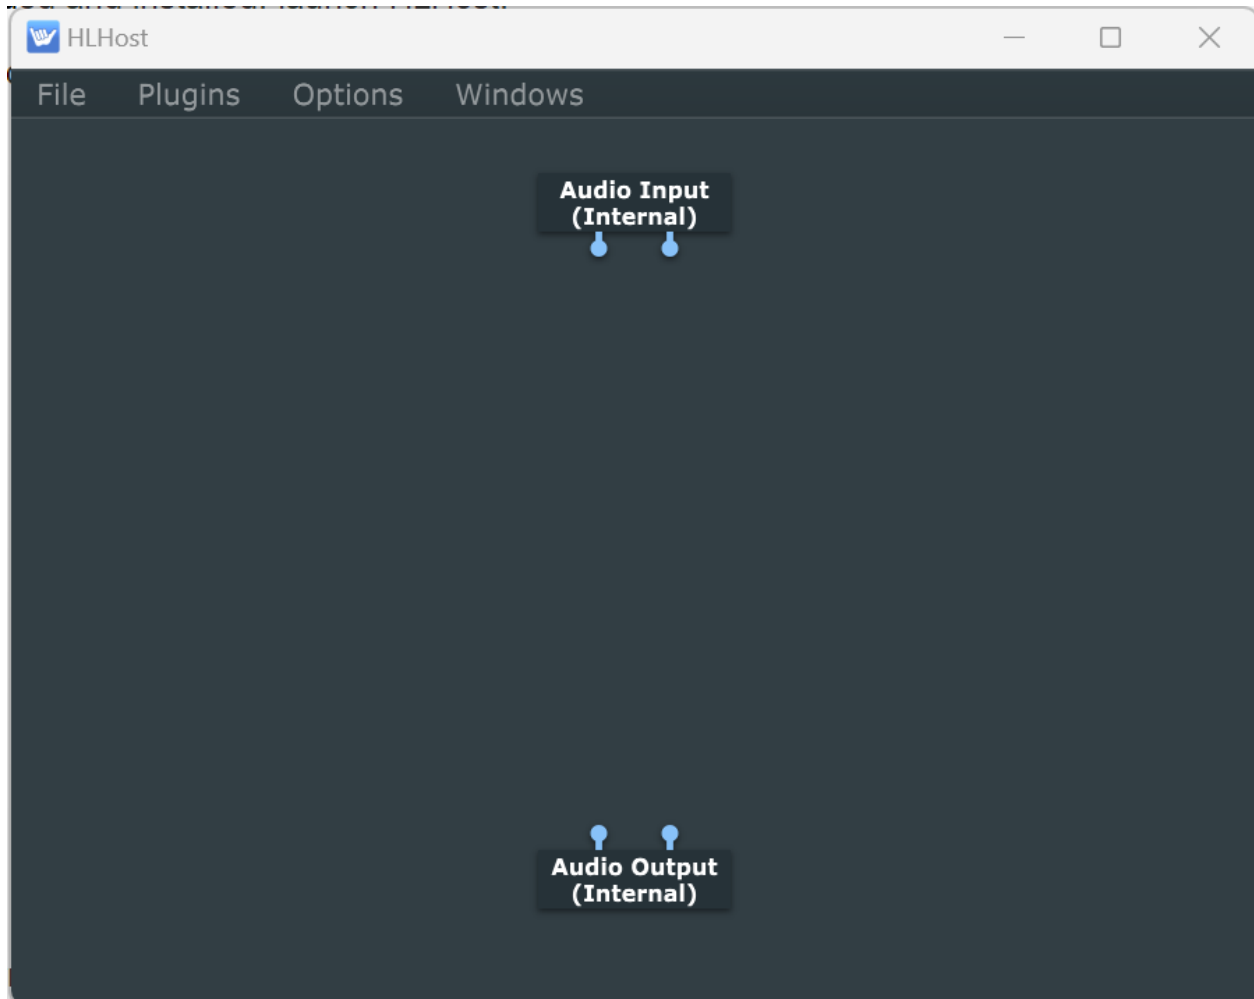 HLHost
File Plugins Options Windows
Audio Input
(Internal)
Audio Output
(Internal)